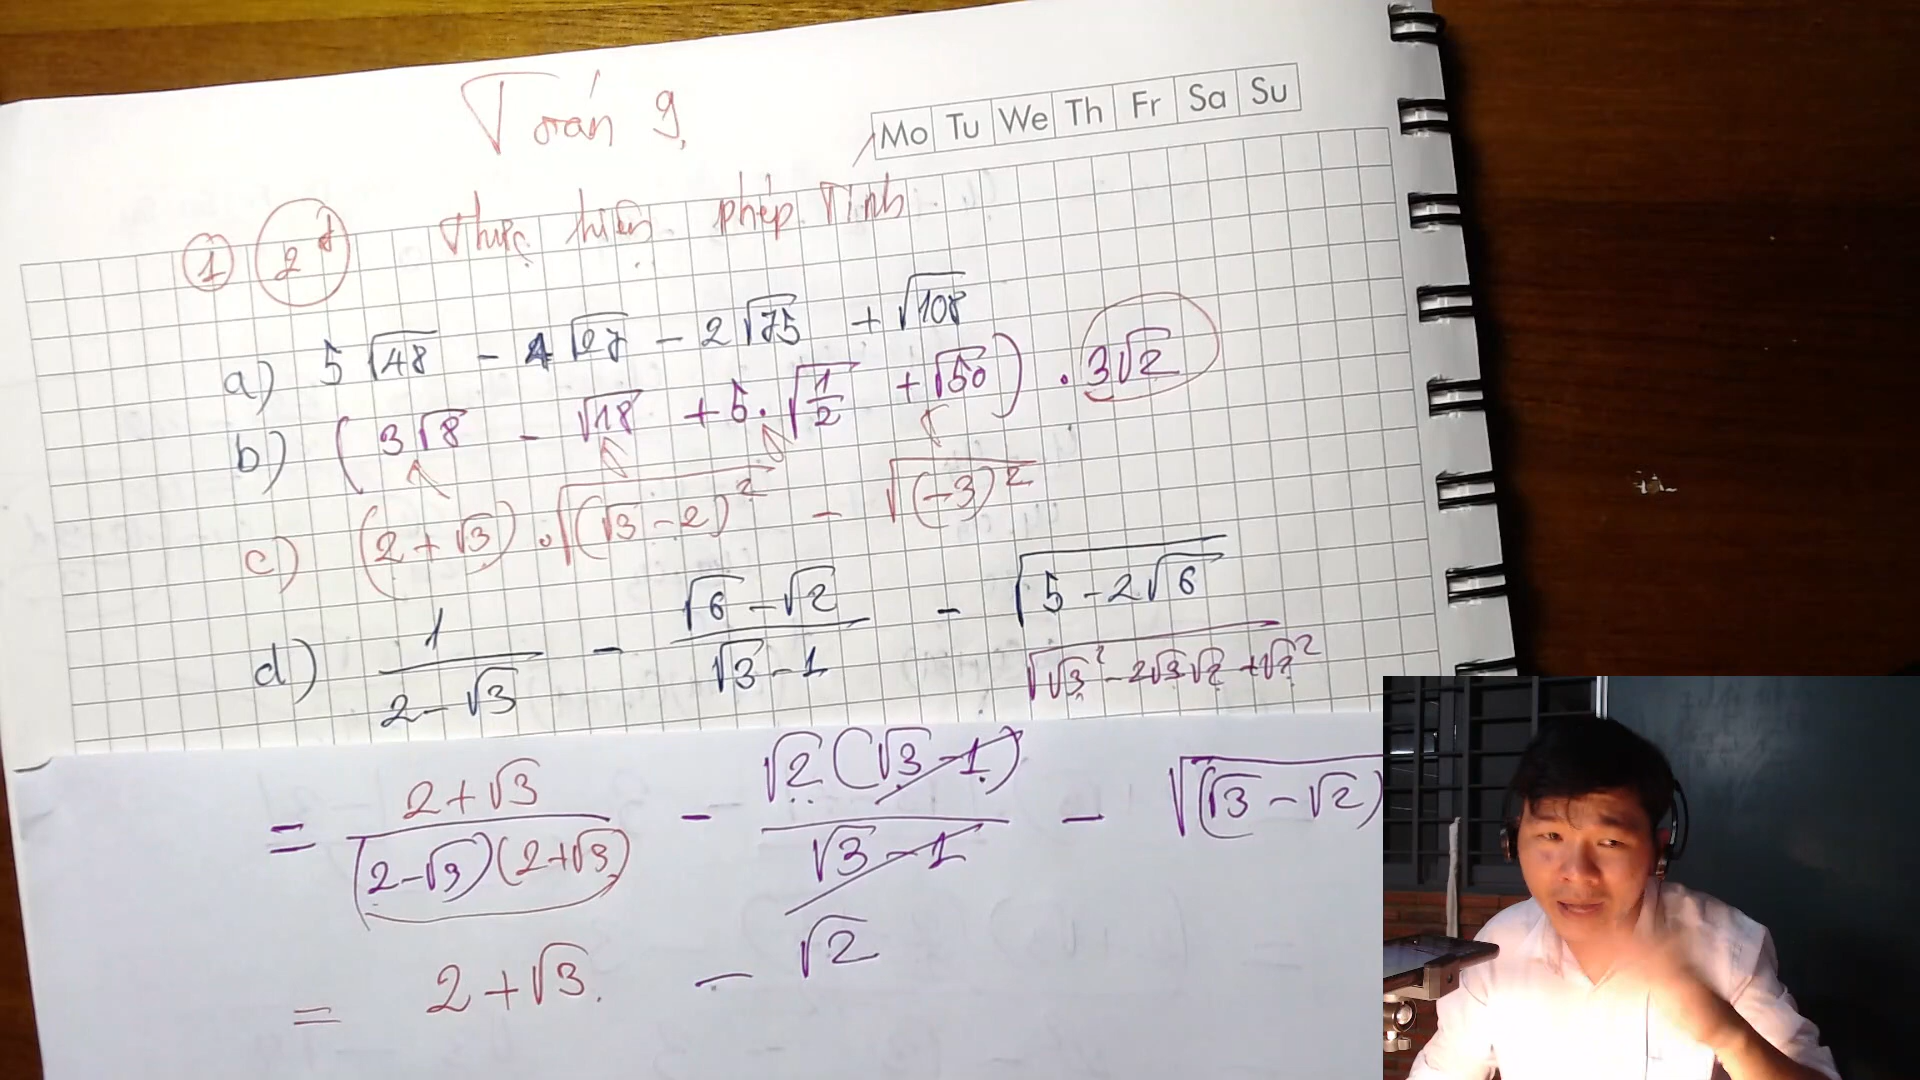 Toán 9
Mo Tu We Th Fr Sa Su
① 2đ Thực hiện phép tính
a) 5√48 - 4√27 - 2√75 + √108
b) (3√8 - √18 + 5.√(1/2) + √50) . 3√2
c) (2+√3) . √((√3-2)²) - √((-3)²)
d) 1/(2-√3) - (√6-√2)/(√3-1) - √(5-2√6)
√(√3² - 2√3√2 + √2²)
= (2+√3)/((2-√3)(2+√3)) - √2(√3-1)/(√3-1) - √((√3-√2)
= 2+√3 - √2